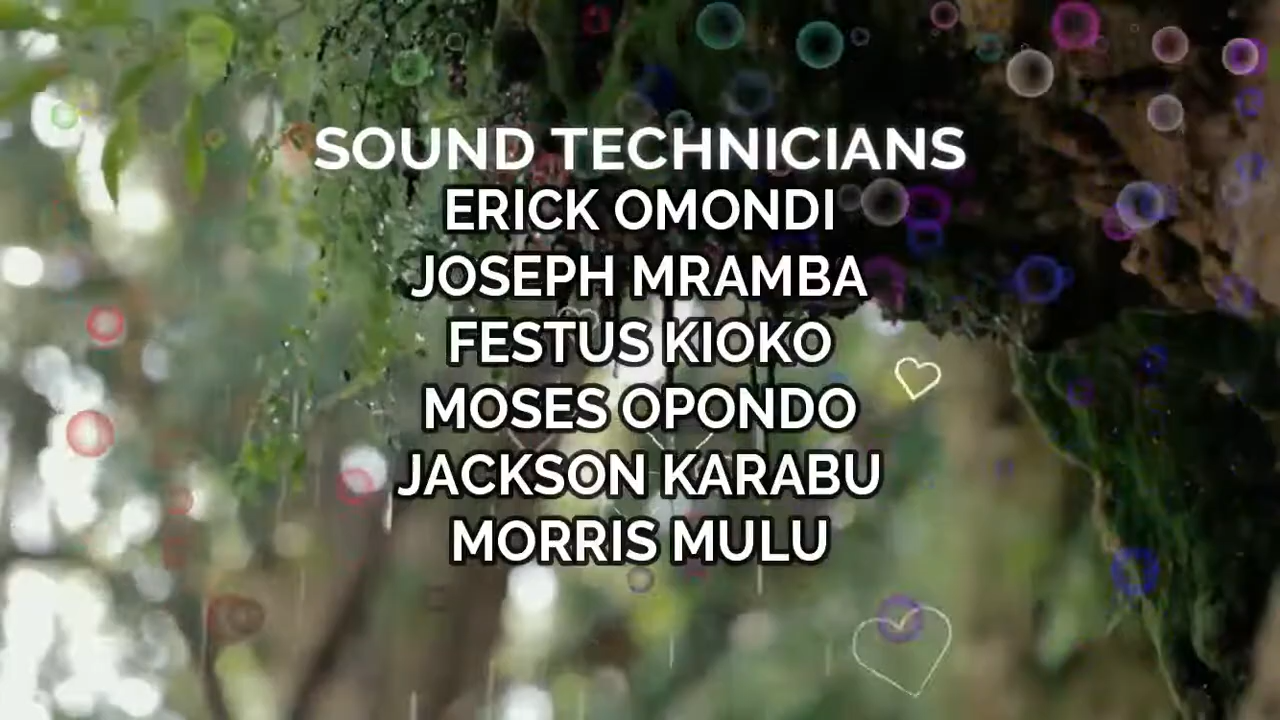 SOUND TECHNICIANS
ERICK OMONDI
JOSEPH MRAMBA
FESTUS KIOKO
MOSES OPONDO
JACKSON KARABU
MORRIS MULU